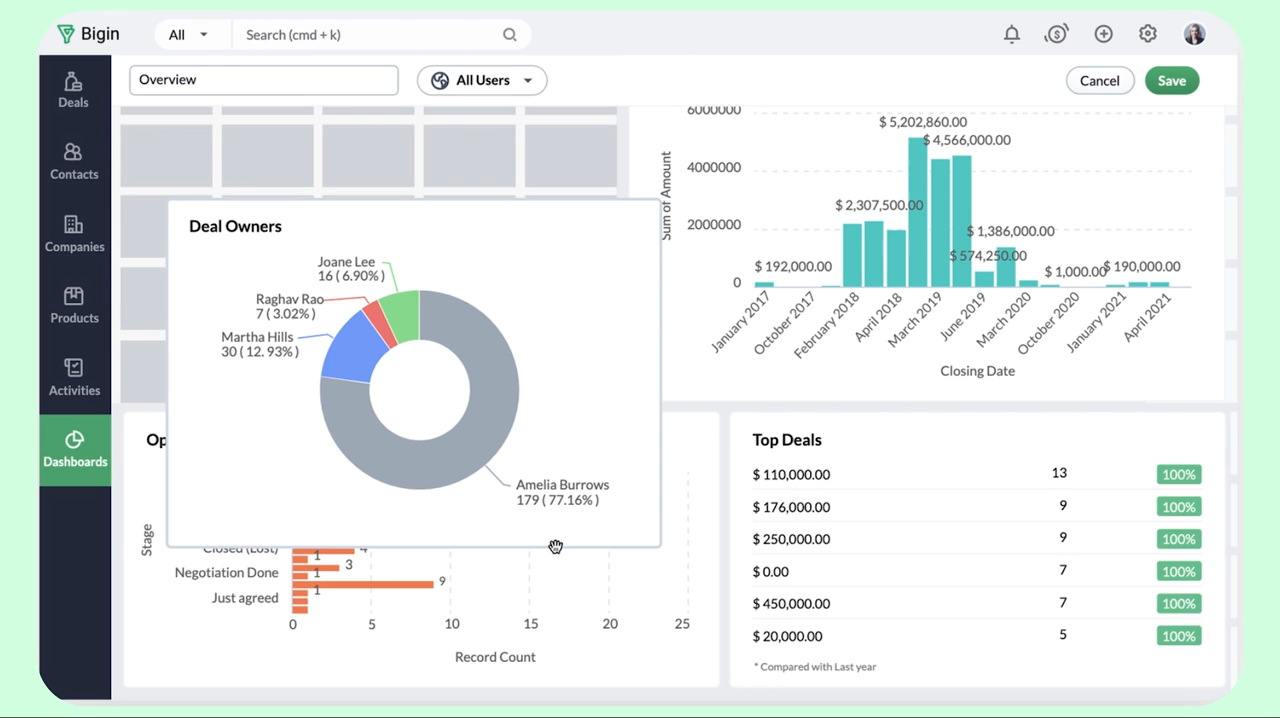 Bigin
All
Search (cmd + k)
Deals
Contacts
Companies
Products
Activities
Dashboards
Overview
All Users
Cancel
Save
Deal Owners
Joane Lee
16 ( 6.90% )
Raghav Rao
7 ( 3.02% )
Martha Hills
30 ( 12. 93% )
Amelia Burrows
179 ( 77.16% )
Sum of Amount
6000000
4000000
2000000
0
$ 192,000.00
$ 2,307,500.00
$ 5,202,860.00
$ 4,566,000.00
$ 574,250.00
$ 1,386,000.00
$ 1,000.00
$ 190,000.00
January 2017
October 2017
February 2018
April 2018
March 2019
June 2019
March 2020
October 2020
January 2021
April 2021
Closing Date
Op
Stage
Closed (Lost)
Negotiation Done
Just agreed
4
1
3
1
9
1
0
5
10
15
20
25
Record Count
Top Deals
$ 110,000.00 13 100%
$ 176,000.00 9 100%
$ 250,000.00 9 100%
$ 0.00 7 100%
$ 450,000.00 7 100%
$ 20,000.00 5 100%
* Compared with Last year